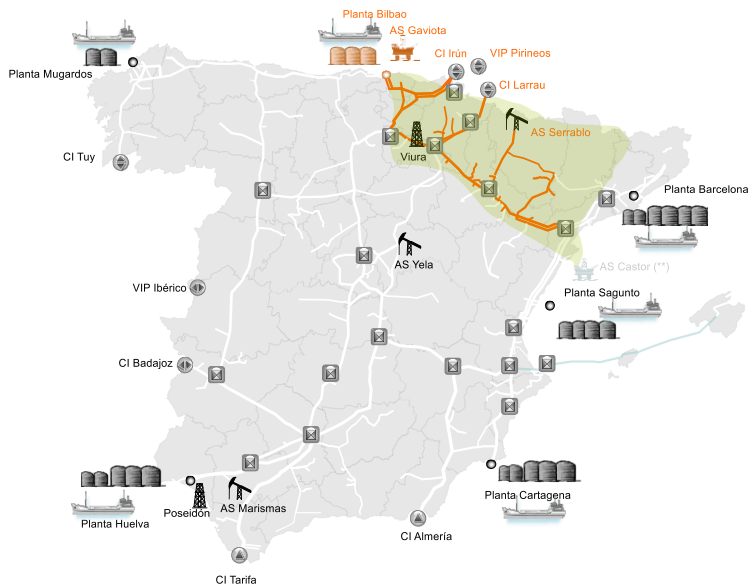 Planta Bilbao
AS Gaviota
CI Irún
VIP Pirineos
Planta Mugardos
CI Larrau
AS Serrablo
Viura
CI Tuy
Planta Barcelona
AS Yela
AS Castor (**)
VIP Ibérico
Planta Sagunto
CI Badajoz
Planta Cartagena
Poseidón
AS Marismas
Planta Huelva
CI Almería
CI Tarifa